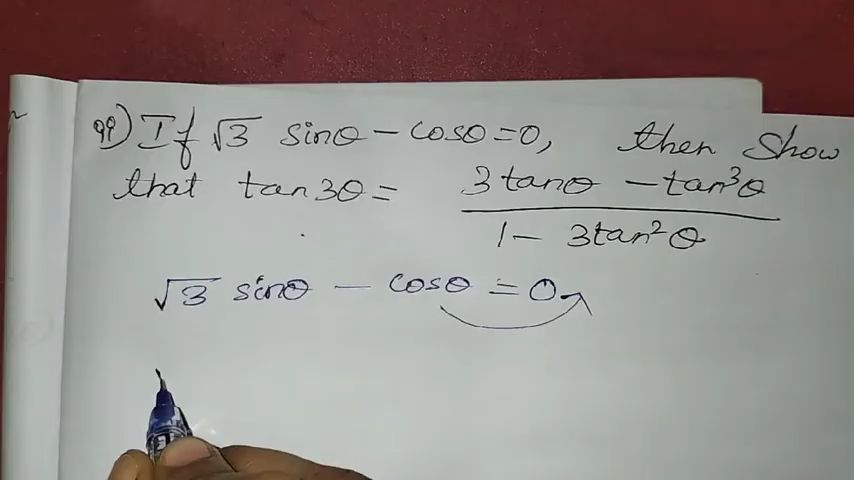 99) If √3 sinθ - cosθ = 0, then show
that tan3θ = 3tanθ - tan³θ
1 - 3tan²θ
√3 sinθ - cosθ = 0